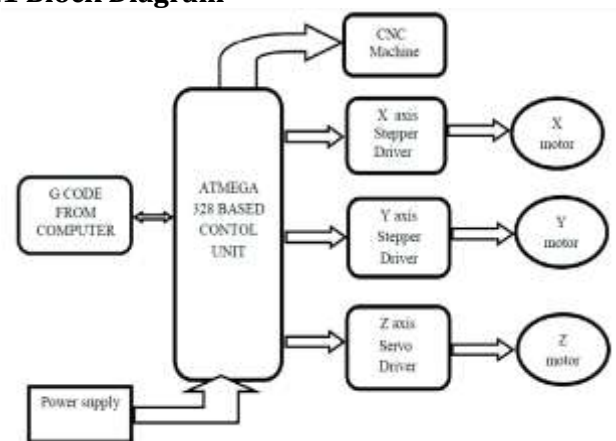 Block Diagram
CNC
Machine
X axis
Stepper
Driver
X
motor
G CODE
FROM
COMPUTER
ATMEGA
328 BASED
CONTOL
UNIT
Y axis
Stepper
Driver
Y
motor
Z axis
Servo
Driver
Z
motor
Power supply